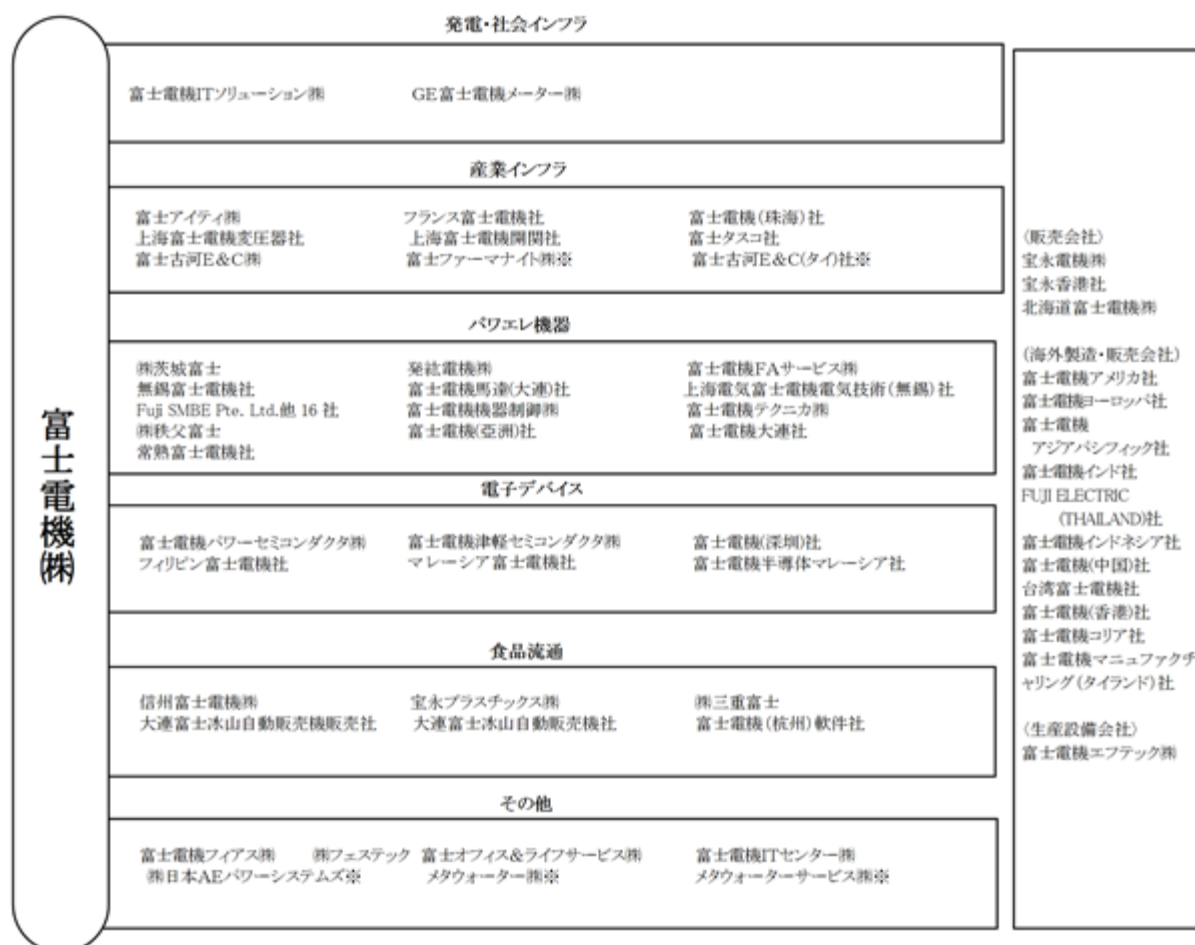 富士電機㈱
発電・社会インフラ
富士電機ITソリューション㈱ GE富士電機メーター㈱
産業インフラ
富士アイティ㈱ フランス富士電機社 富士電機(珠海)社
上海富士電機変圧器社 上海富士電機開関社 富士タスコ社
富士古河E&C㈱ 富士ファーマナイト㈱※ 富士古河E&C(タイ)社※
パワエレ機器
㈱茨城富士 発紘電機㈱ 富士電機FAサービス㈱
無錫富士電機社 富士電機馬達(大連)社 上海電気富士電機電気技術(無錫)社
Fuji SMBE Pte. Ltd.他 16 社 富士電機機器制御㈱ 富士電機テクニカ㈱
㈱秩父富士 富士電機(亞洲)社 富士電機大連社
常熟富士電機社
電子デバイス
富士電機パワーセミコンダクタ㈱ 富士電機津軽セミコンダクタ㈱ 富士電機(深圳)社
フィリピン富士電機社 マレーシア富士電機社 富士電機半導体マレーシア社
食品流通
信州富士電機㈱ 宝永プラスチックス㈱ ㈱三重富士
大連富士冰山自動販売機販売社 大連富士冰山自動販売機社 富士電機(杭州)軟件社
その他
富士電機フィアス㈱ ㈱フェステック 富士オフィス&ライフサービス㈱ 富士電機ITセンター㈱
㈱日本AEパワーシステムズ※ メタウォーター㈱※ メタウォーターサービス㈱※
〈販売会社〉
宝永電機㈱
宝永香港社
北海道富士電機㈱
(海外製造・販売会社)
富士電機アメリカ社
富士電機ヨーロッパ社
富士電機
アジアパシフィック社
富士電機インド社
FUJI ELECTRIC
(THAILAND)社
富士電機インドネシア社
富士電機(中国)社
台湾富士電機社
富士電機(香港)社
富士電機コリア社
富士電機マニュファクチ
ャリング(タイランド)社
〈生産設備会社〉
富士電機エフテック㈱